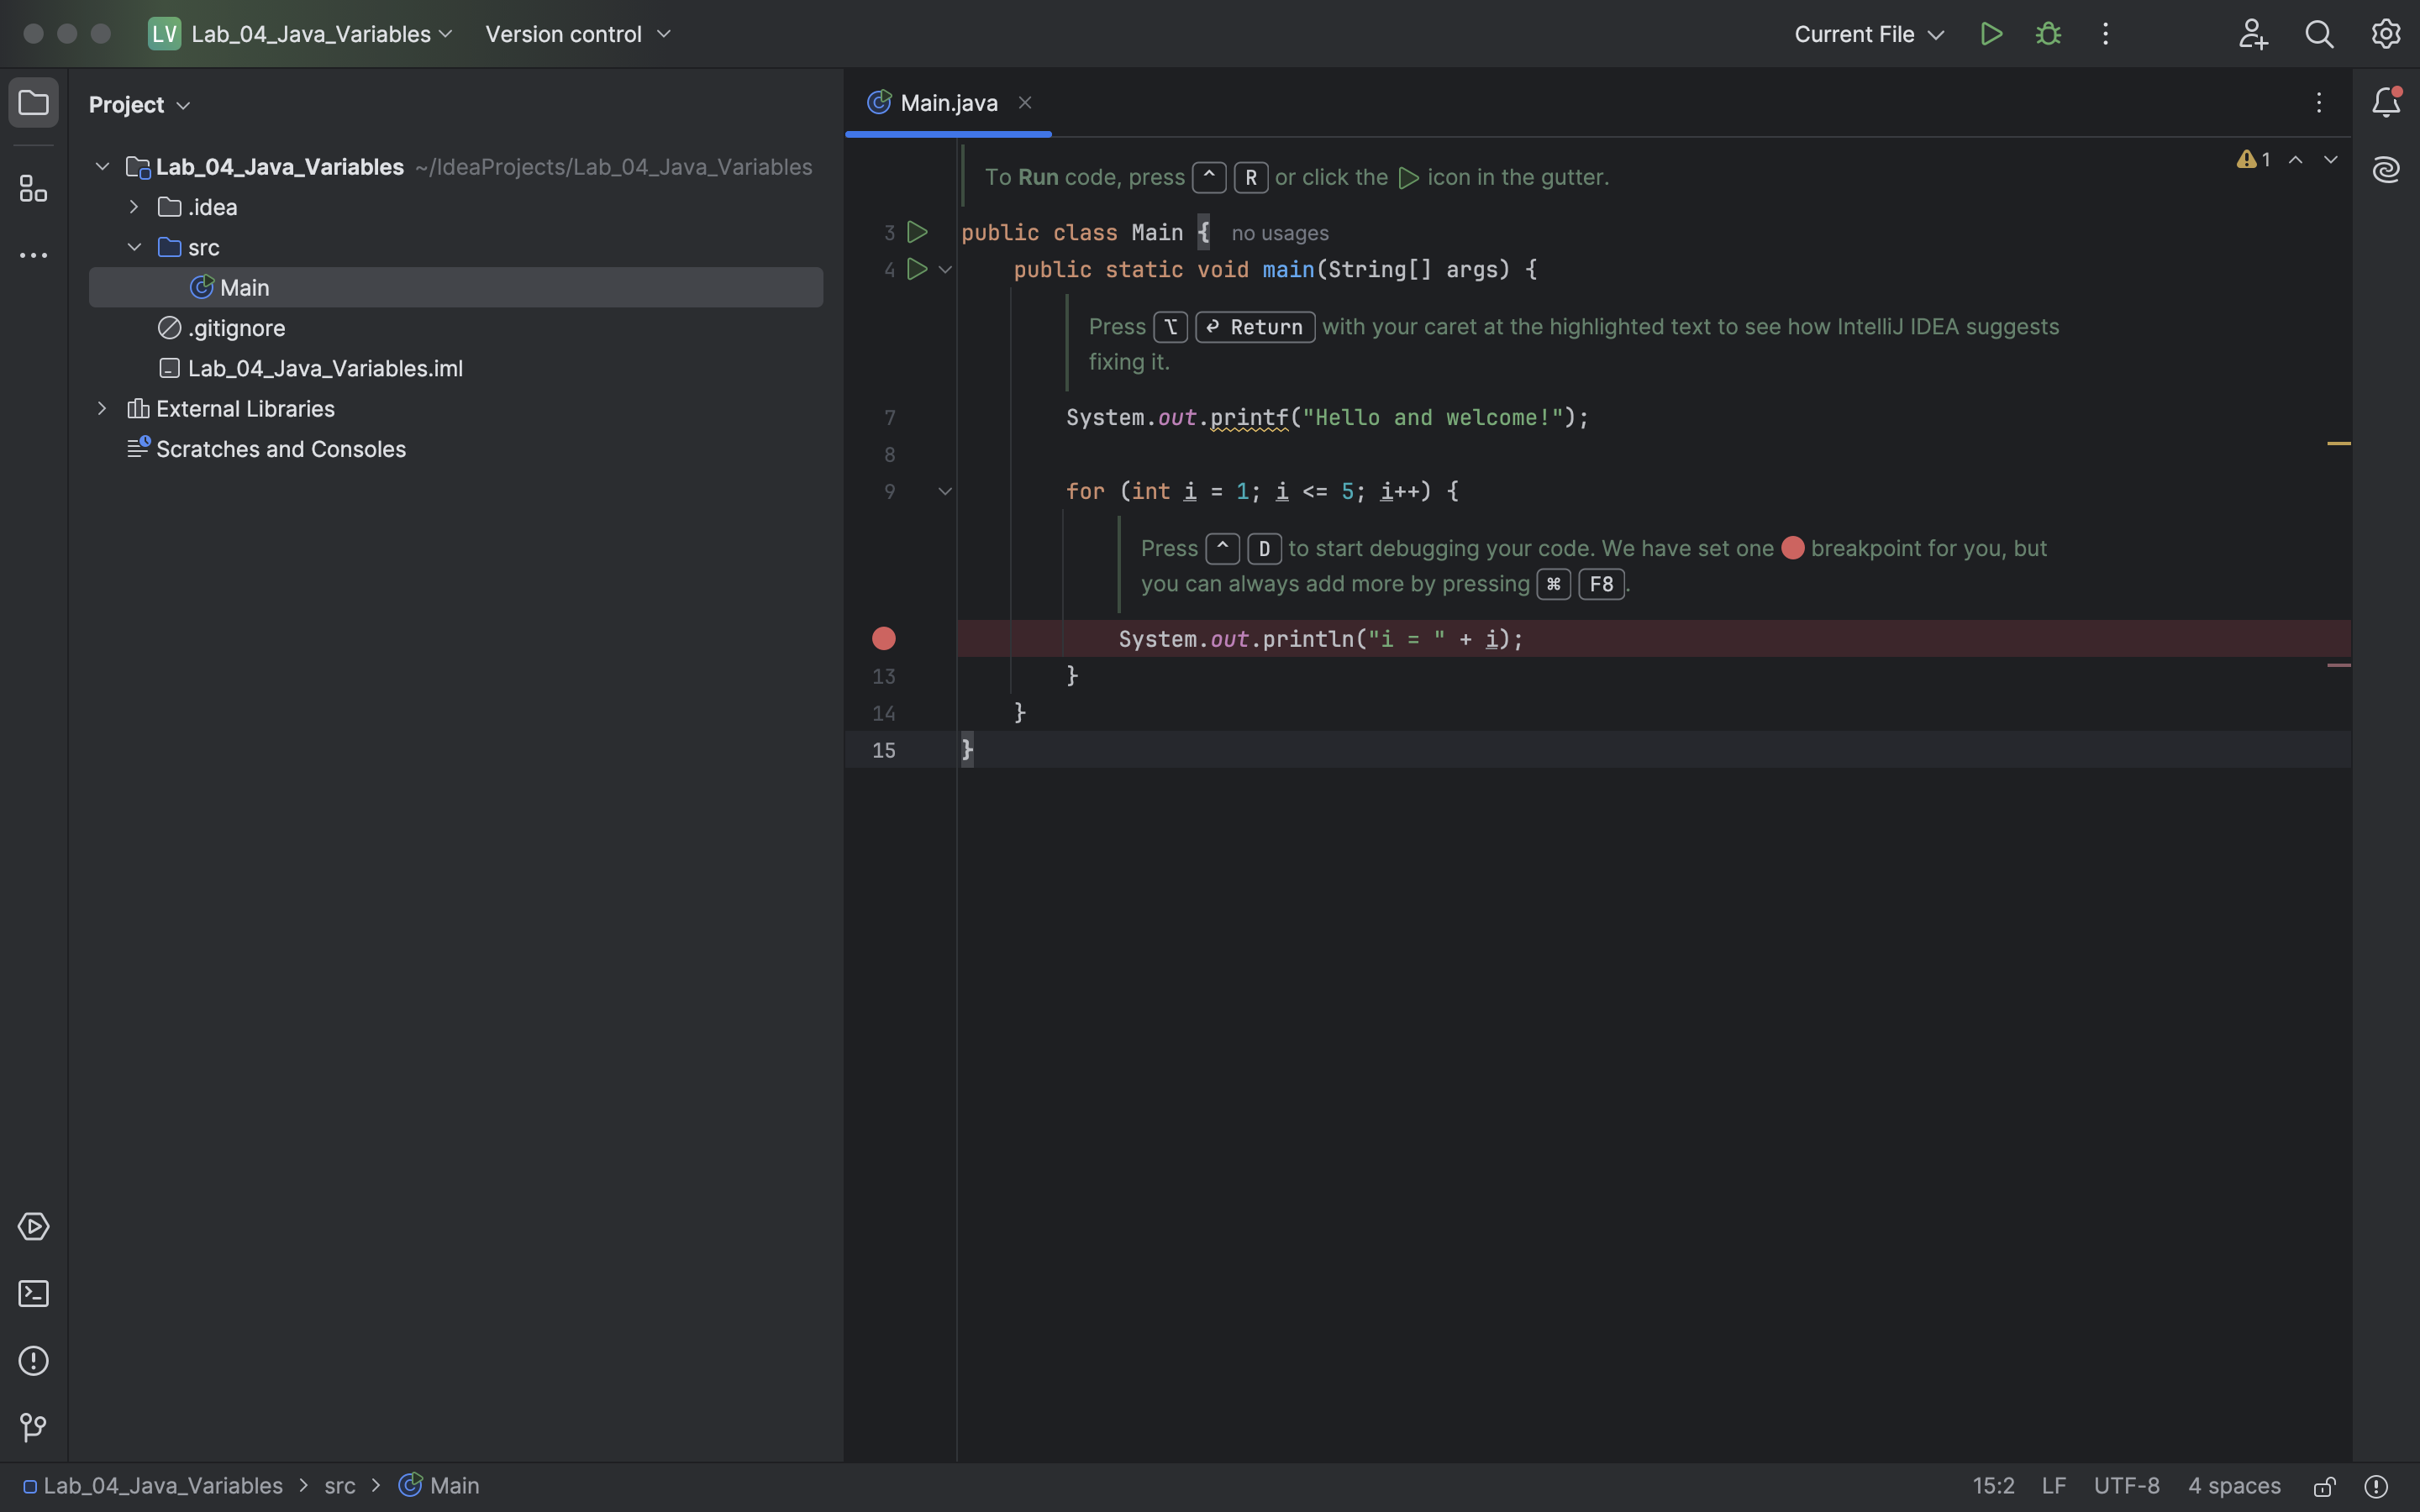 LV Lab_04_Java_Variables Version control Current File
Project
Lab_04_Java_Variables ~/IdeaProjects/Lab_04_Java_Variables
.idea
src
Main
.gitignore
Lab_04_Java_Variables.iml
External Libraries
Scratches and Consoles
Main.java
1
To Run code, press ^ R or click the icon in the gutter.
3 public class Main { no usages
4 public static void main(String[] args) {
Press ⌥ ↩ Return with your caret at the highlighted text to see how IntelliJ IDEA suggests
fixing it.
7 System.out.printf("Hello and welcome!");
8
9 for (int i = 1; i <= 5; i++) {
Press ^ D to start debugging your code. We have set one breakpoint for you, but
you can always add more by pressing ⌘ F8.
System.out.println("i = " + i);
13 }
14 }
15 }
Lab_04_Java_Variables > src > Main
15:2 LF UTF-8 4 spaces